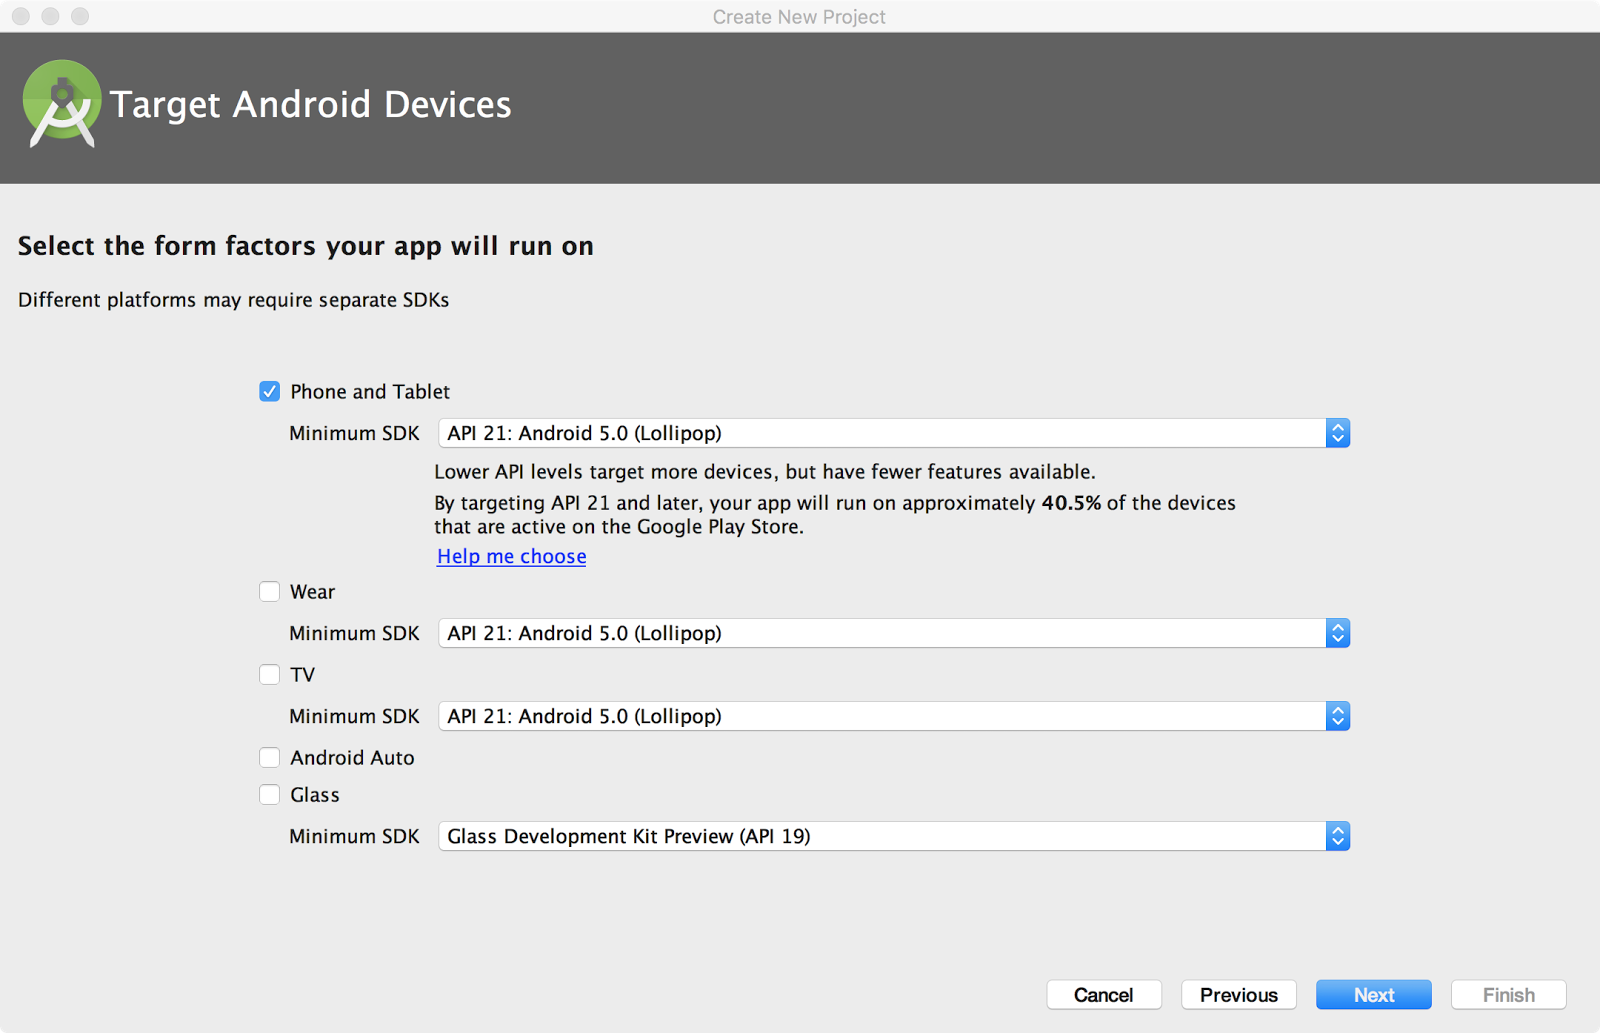 Create New Project
Target Android Devices
Select the form factors your app will run on
Different platforms may require separate SDKs
Phone and Tablet
Minimum SDK API 21: Android 5.0 (Lollipop)
Lower API levels target more devices, but have fewer features available.
By targeting API 21 and later, your app will run on approximately 40.5% of the devices
that are active on the Google Play Store.
Help me choose
Wear
Minimum SDK API 21: Android 5.0 (Lollipop)
TV
Minimum SDK API 21: Android 5.0 (Lollipop)
Android Auto
Glass
Minimum SDK Glass Development Kit Preview (API 19)
Cancel Previous Next Finish